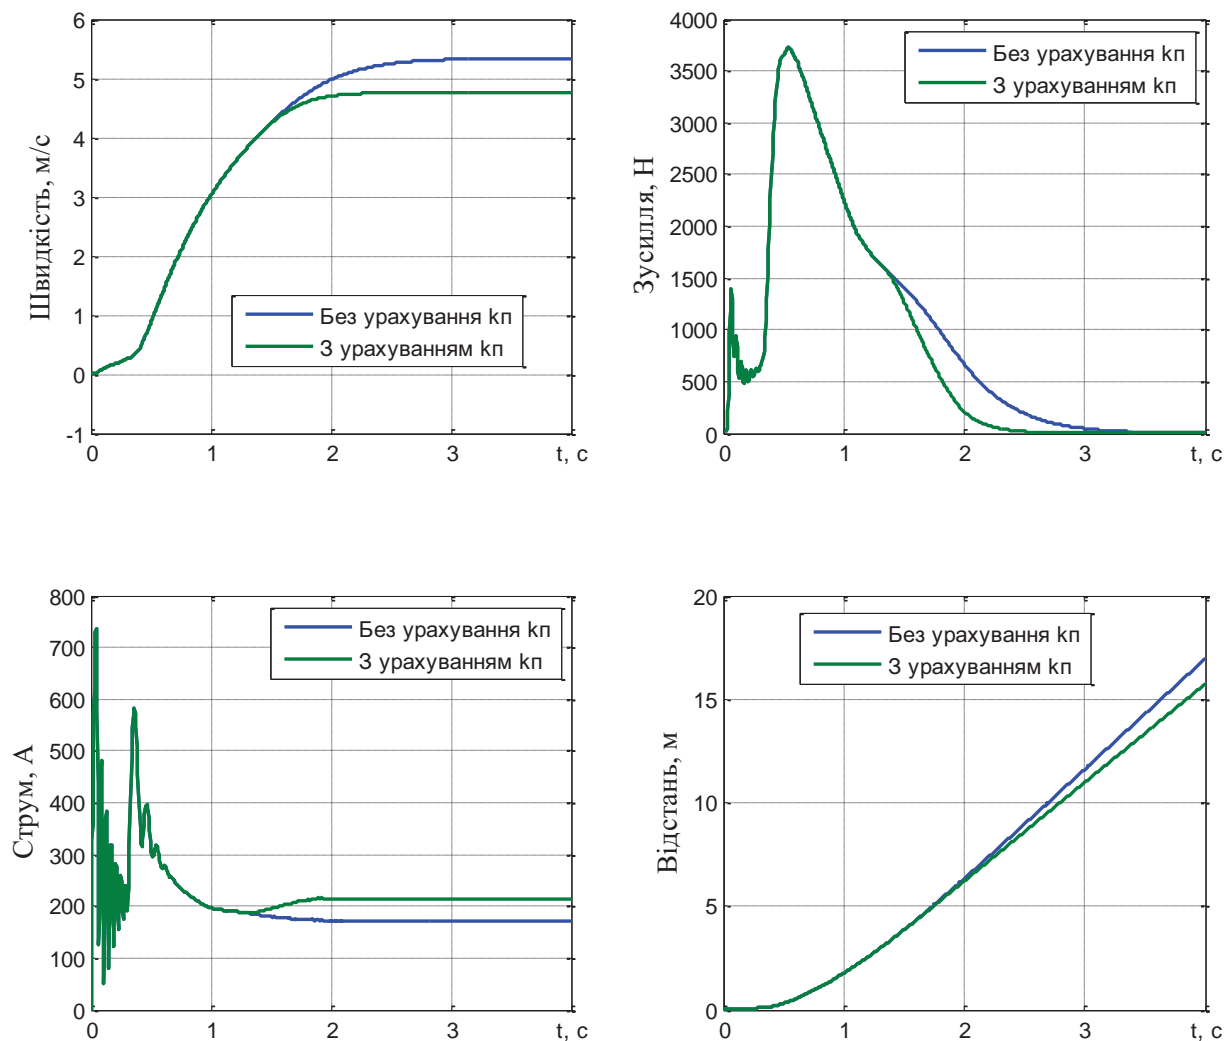 6
5
4
3
2
1
0
-1
Швидкість, м/с
Без урахування kп
З урахуванням kп
0
1
2
3
t, с
4000
3500
3000
2500
2000
1500
1000
500
0
Зусилля, Н
Без урахування kп
З урахуванням kп
0
1
2
3
t, с
800
700
600
500
400
300
200
100
0
Струм, А
Без урахування kп
З урахуванням kп
0
1
2
3
t, с
20
15
10
5
0
Відстань, м
Без урахування kп
З урахуванням kп
0
1
2
3
t, с